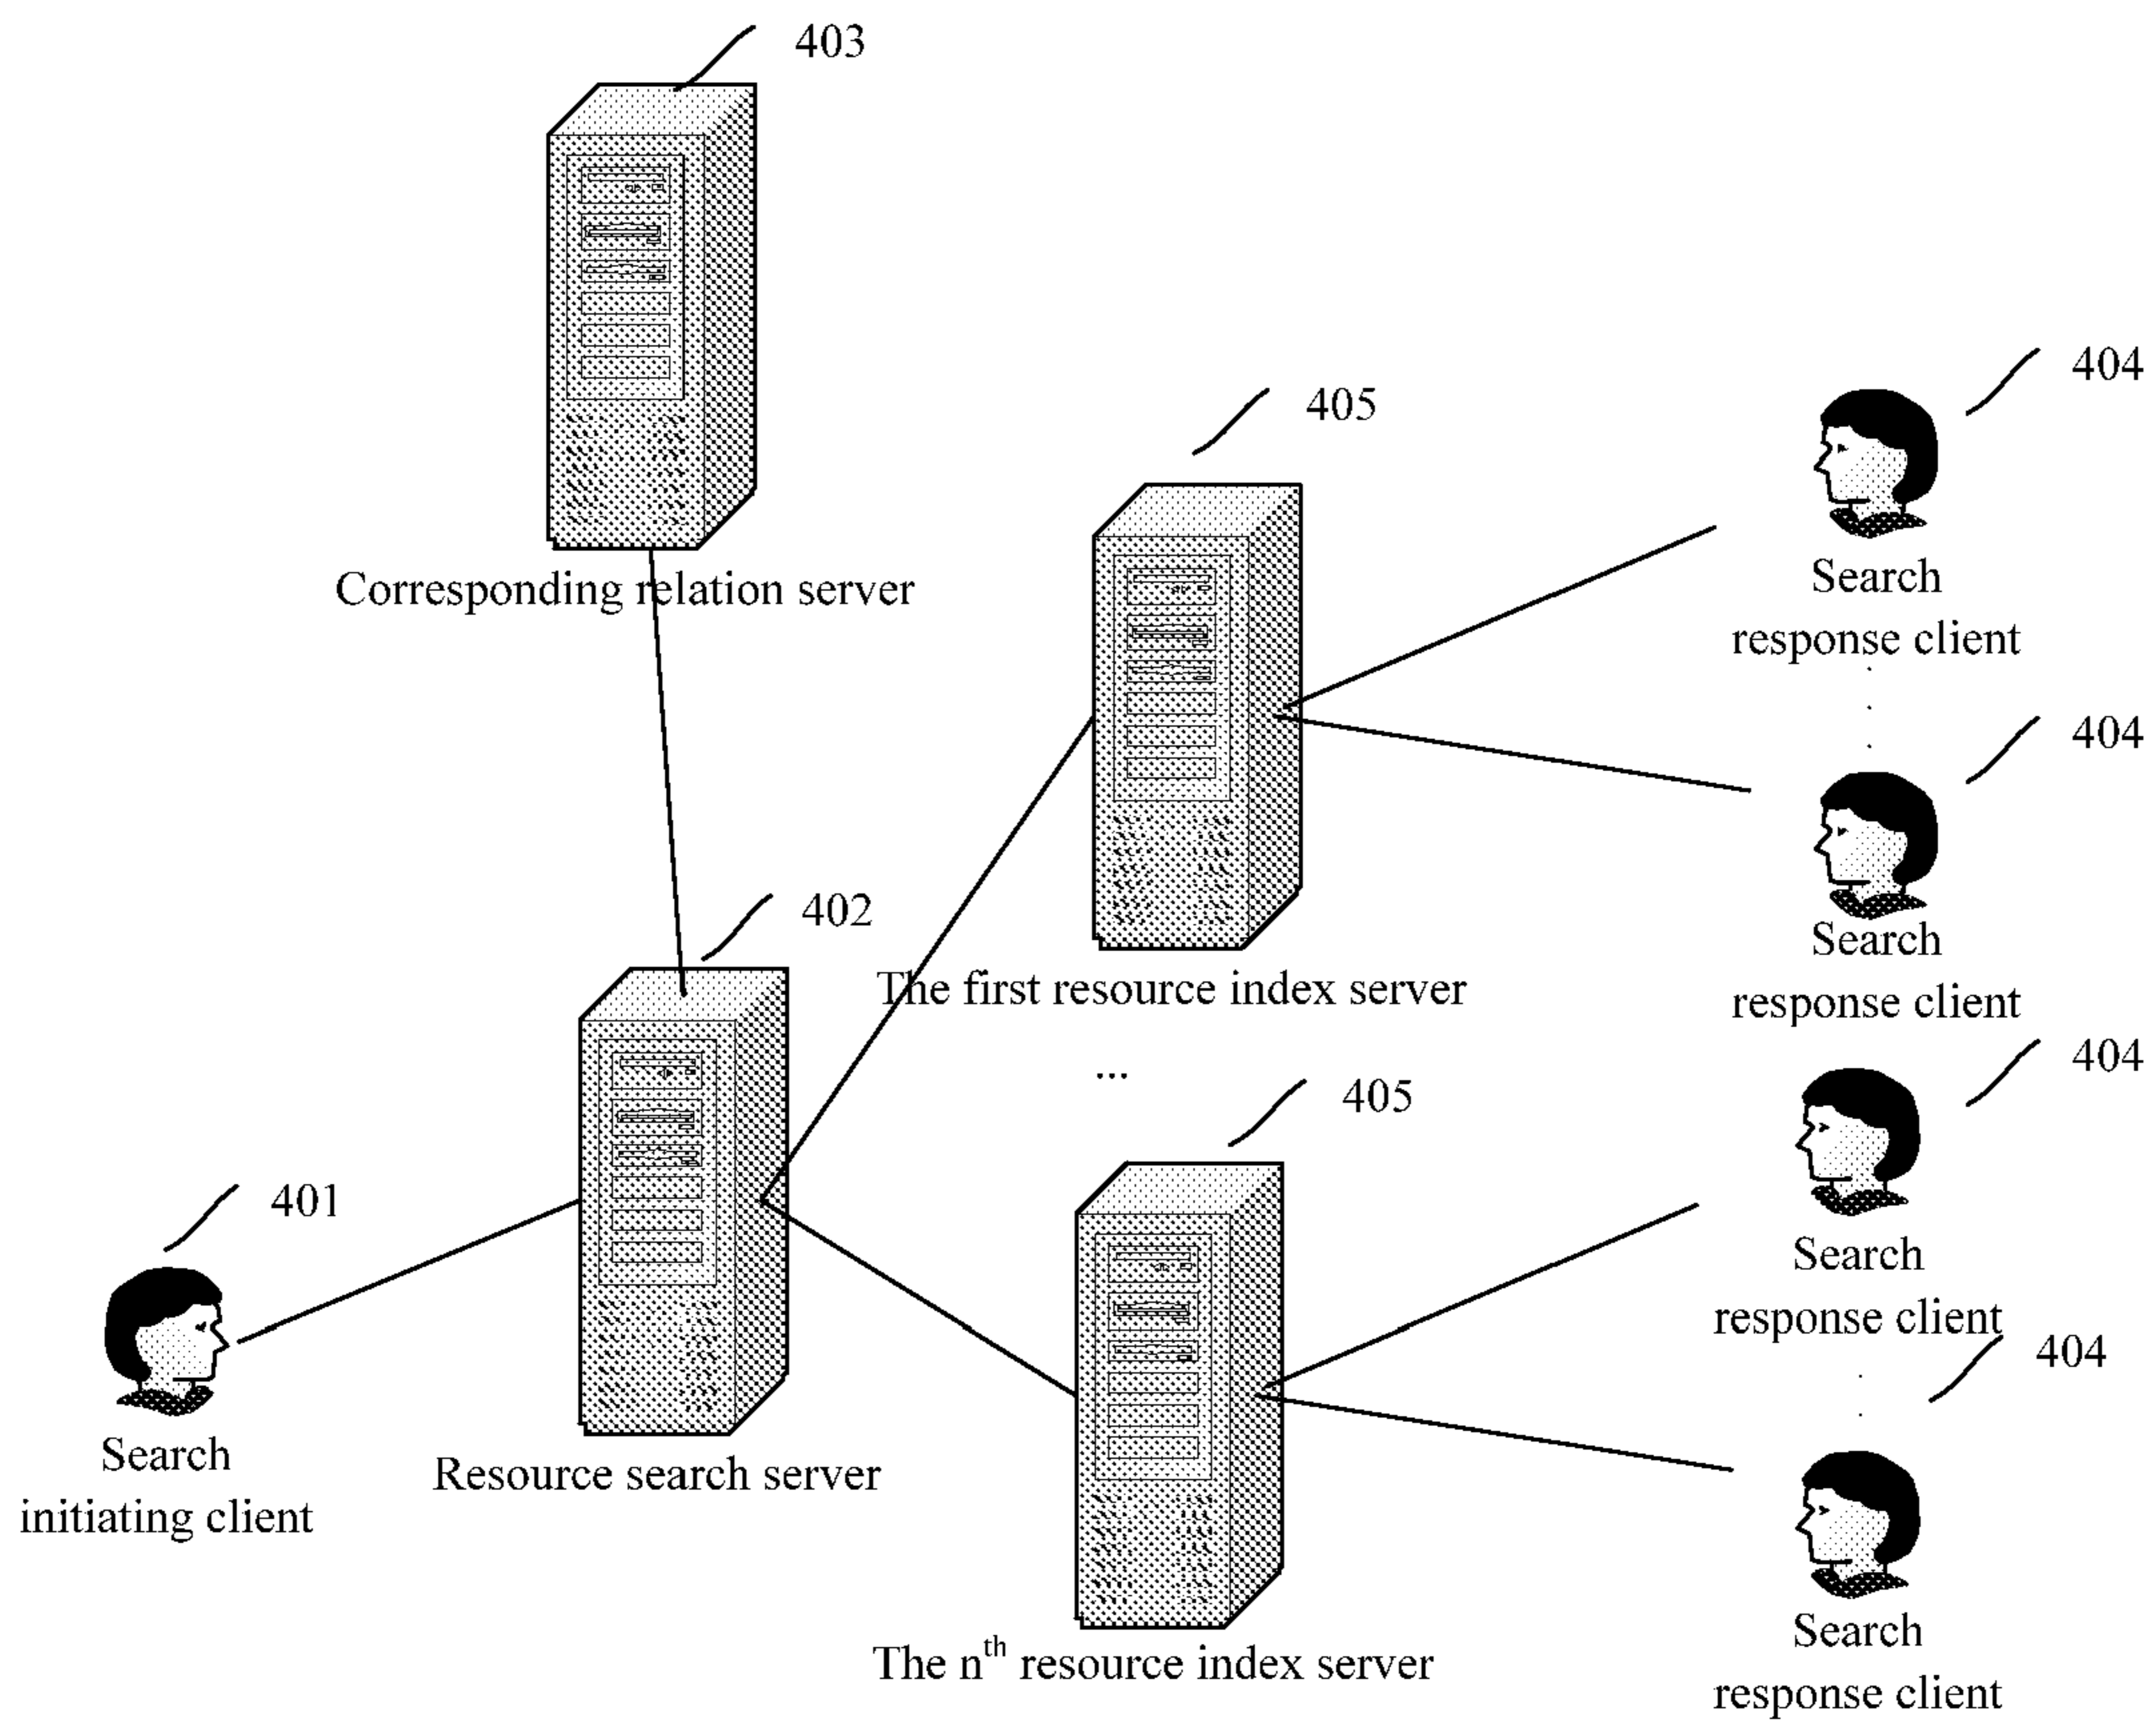 403
Corresponding relation server
405
404
Search
response client
404
Search
response client
402
The first resource index server
...
405
404
Search
response client
401
Search
initiating client
Resource search server
404
Search
response client
The nth resource index server